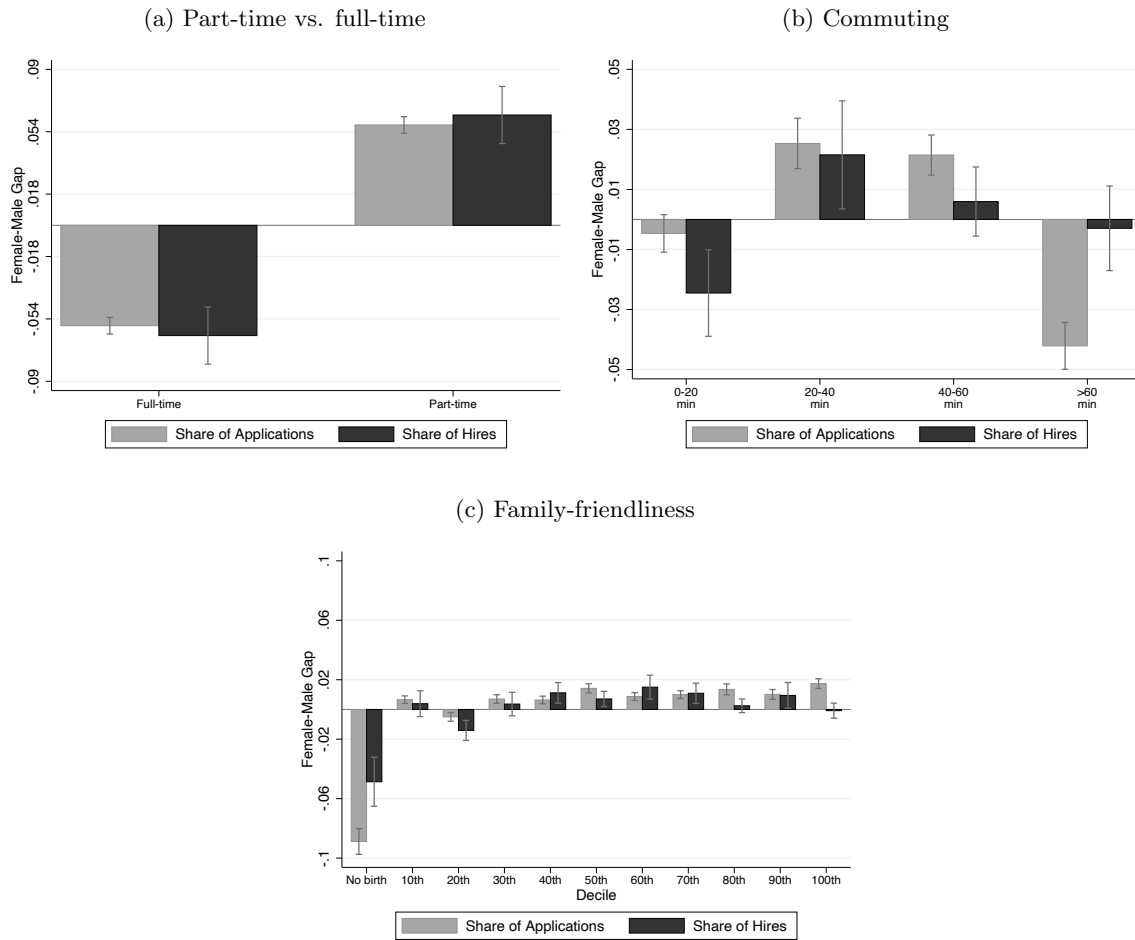 (a) Part-time vs. full-time
Female-Male Gap
.09
.054
.018
-.018
-.054
-.09
Full-time Part-time
Share of Applications Share of Hires
(b) Commuting
Female-Male Gap
.05
.03
.01
-.01
-.03
-.05
0-20 min 20-40 min 40-60 min >60 min
Share of Applications Share of Hires
(c) Family-friendliness
Female-Male Gap
.1
.06
.02
-.02
-.06
-.1
No birth 10th 20th 30th 40th 50th 60th 70th 80th 90th 100th
Decile
Share of Applications Share of Hires